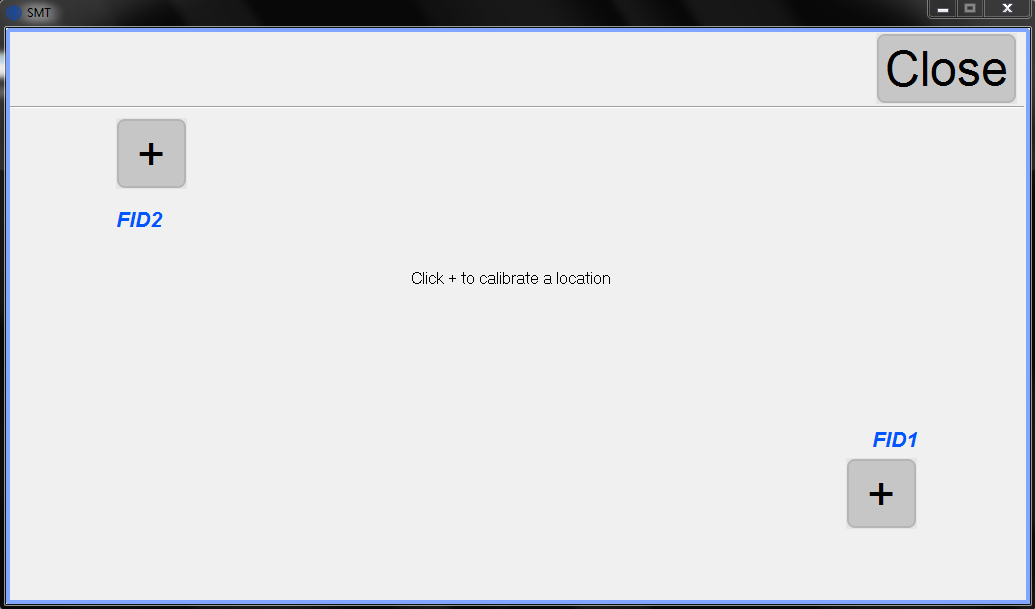 SMT
Close
+
FID2
Click + to calibrate a location
FID1
+